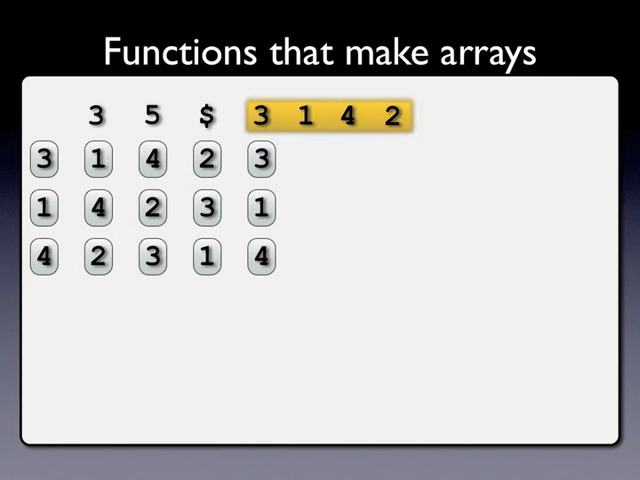 Functions that make arrays
3 5 $ 3 1 4 2
3 1 4 2 3
1 4 2 3 1
4 2 3 1 4